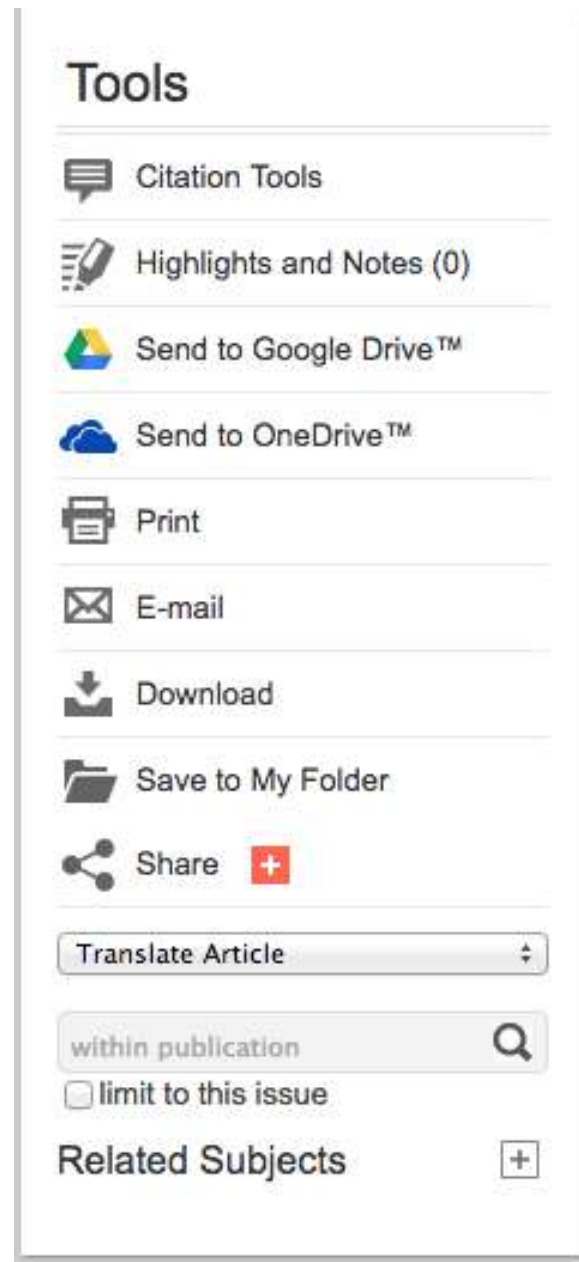 Tools
Citation Tools
Highlights and Notes (0)
Send to Google Drive™
Send to OneDrive™
Print
E-mail
Download
Save to My Folder
Share
Translate Article
within publication
limit to this issue
Related Subjects